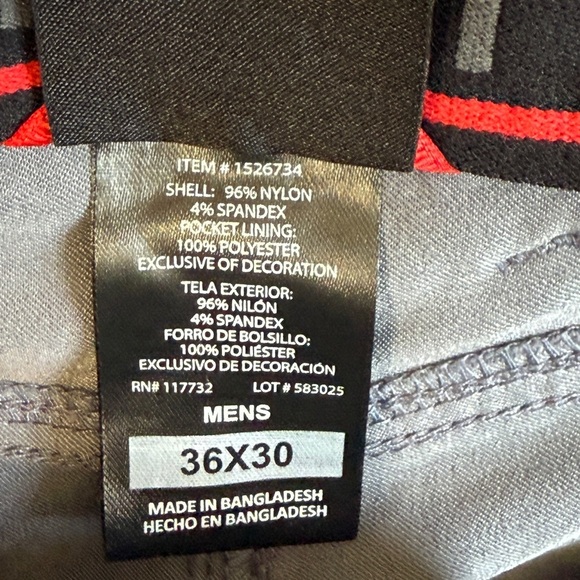 ITEM # 1526734
SHELL: 96% NYLON
4% SPANDEX
POCKET LINING:
100% POLYESTER
EXCLUSIVE OF DECORATION
TELA EXTERIOR:
96% NILÓN
4% SPANDEX
FORRO DE BOLSILLO:
100% POLIÉSTER
EXCLUSIVO DE DECORACIÓN
RN# 117732 LOT # 583025
MENS
36X30
MADE IN BANGLADESH
HECHO EN BANGLADESH